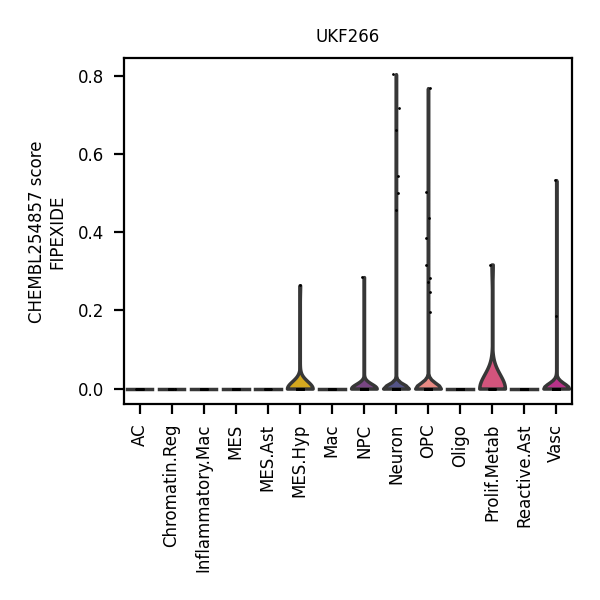 UKF266
CHEMBL254857 score
FIPEXIDE
0.8
0.6
0.4
0.2
0.0
AC
Chromatin.Reg
Inflammatory.Mac
MES
MES.Ast
MES.Hyp
Mac
NPC
Neuron
OPC
Oligo
Prolif.Metab
Reactive.Ast
Vasc